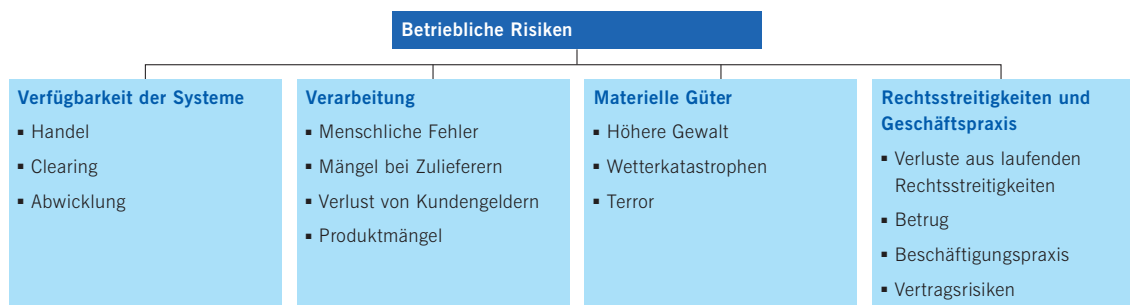 Betriebliche Risiken
Verfügbarkeit der Systeme
▪ Handel
▪ Clearing
▪ Abwicklung
Verarbeitung
▪ Menschliche Fehler
▪ Mängel bei Zulieferern
▪ Verlust von Kundengeldern
▪ Produktmängel
Materielle Güter
▪ Höhere Gewalt
▪ Wetterkatastrophen
▪ Terror
Rechtsstreitigkeiten und
Geschäftspraxis
▪ Verluste aus laufenden
Rechtsstreitigkeiten
▪ Betrug
▪ Beschäftigungspraxis
▪ Vertragsrisiken